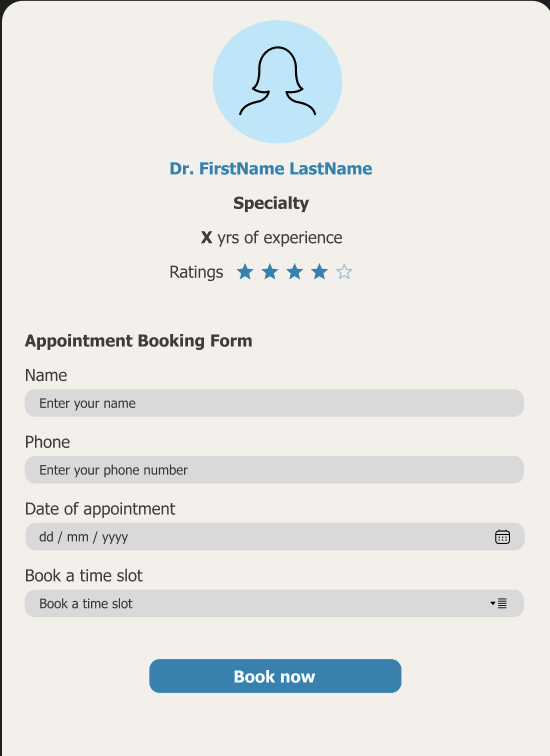 Dr. FirstName LastName
Specialty
X yrs of experience
Ratings
Appointment Booking Form
Name
Enter your name
Phone
Enter your phone number
Date of appointment
dd / mm / yyyy
Book a time slot
Book a time slot
Book now